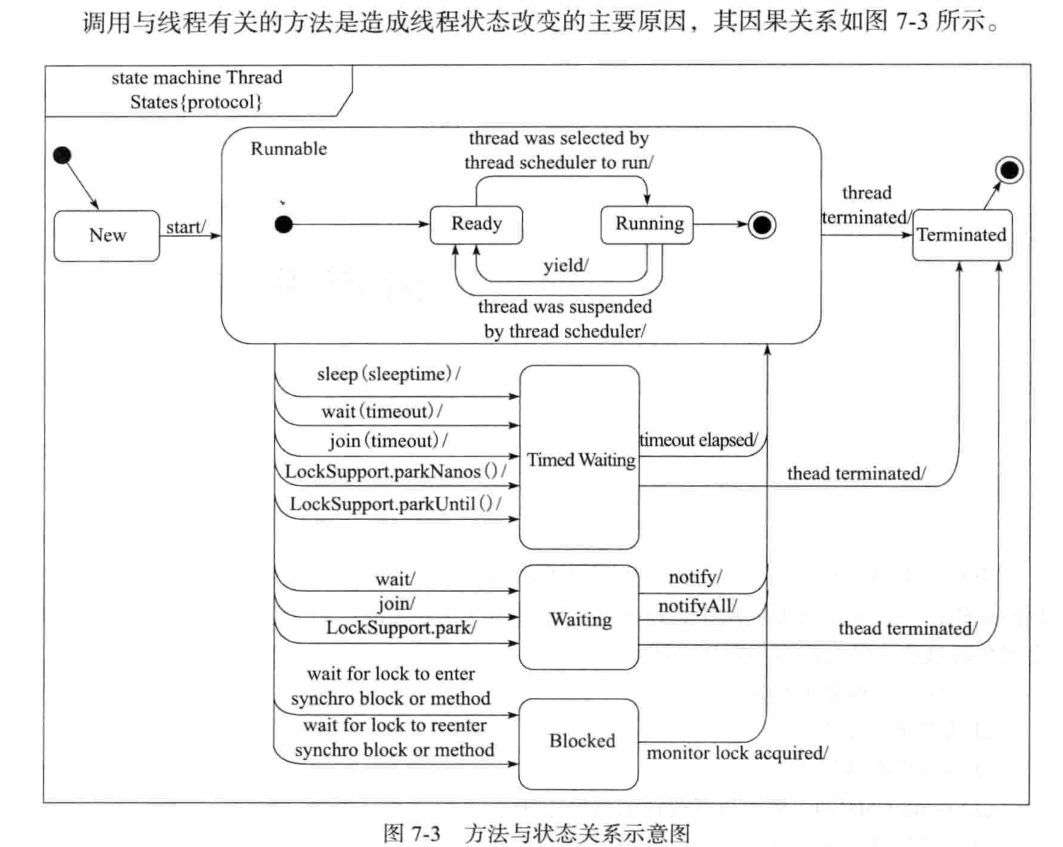 调用与线程有关的方法是造成线程状态改变的主要原因，其因果关系如图 7-3 所示。
state machine Thread
States{protocol}
Runnable
thread was selected by
thread scheduler to run/
New
start/
Ready
Running
yield/
thread was suspended
by thread scheduler/
thread
terminated/
Terminated
sleep(sleeptime)/
wait(timeout)/
join(timeout)/
LockSupport.parkNanos()/
LockSupport.parkUntil()/
Timed Waiting
timeout elapsed/
thead terminated/
wait/
join/
LockSupport.park/
Waiting
notify/
notifyAll/
thead terminated/
wait for lock to enter
synchro block or method
wait for lock to reenter
synchro block or method
Blocked
monitor lock acquired/
图 7-3 方法与状态关系示意图